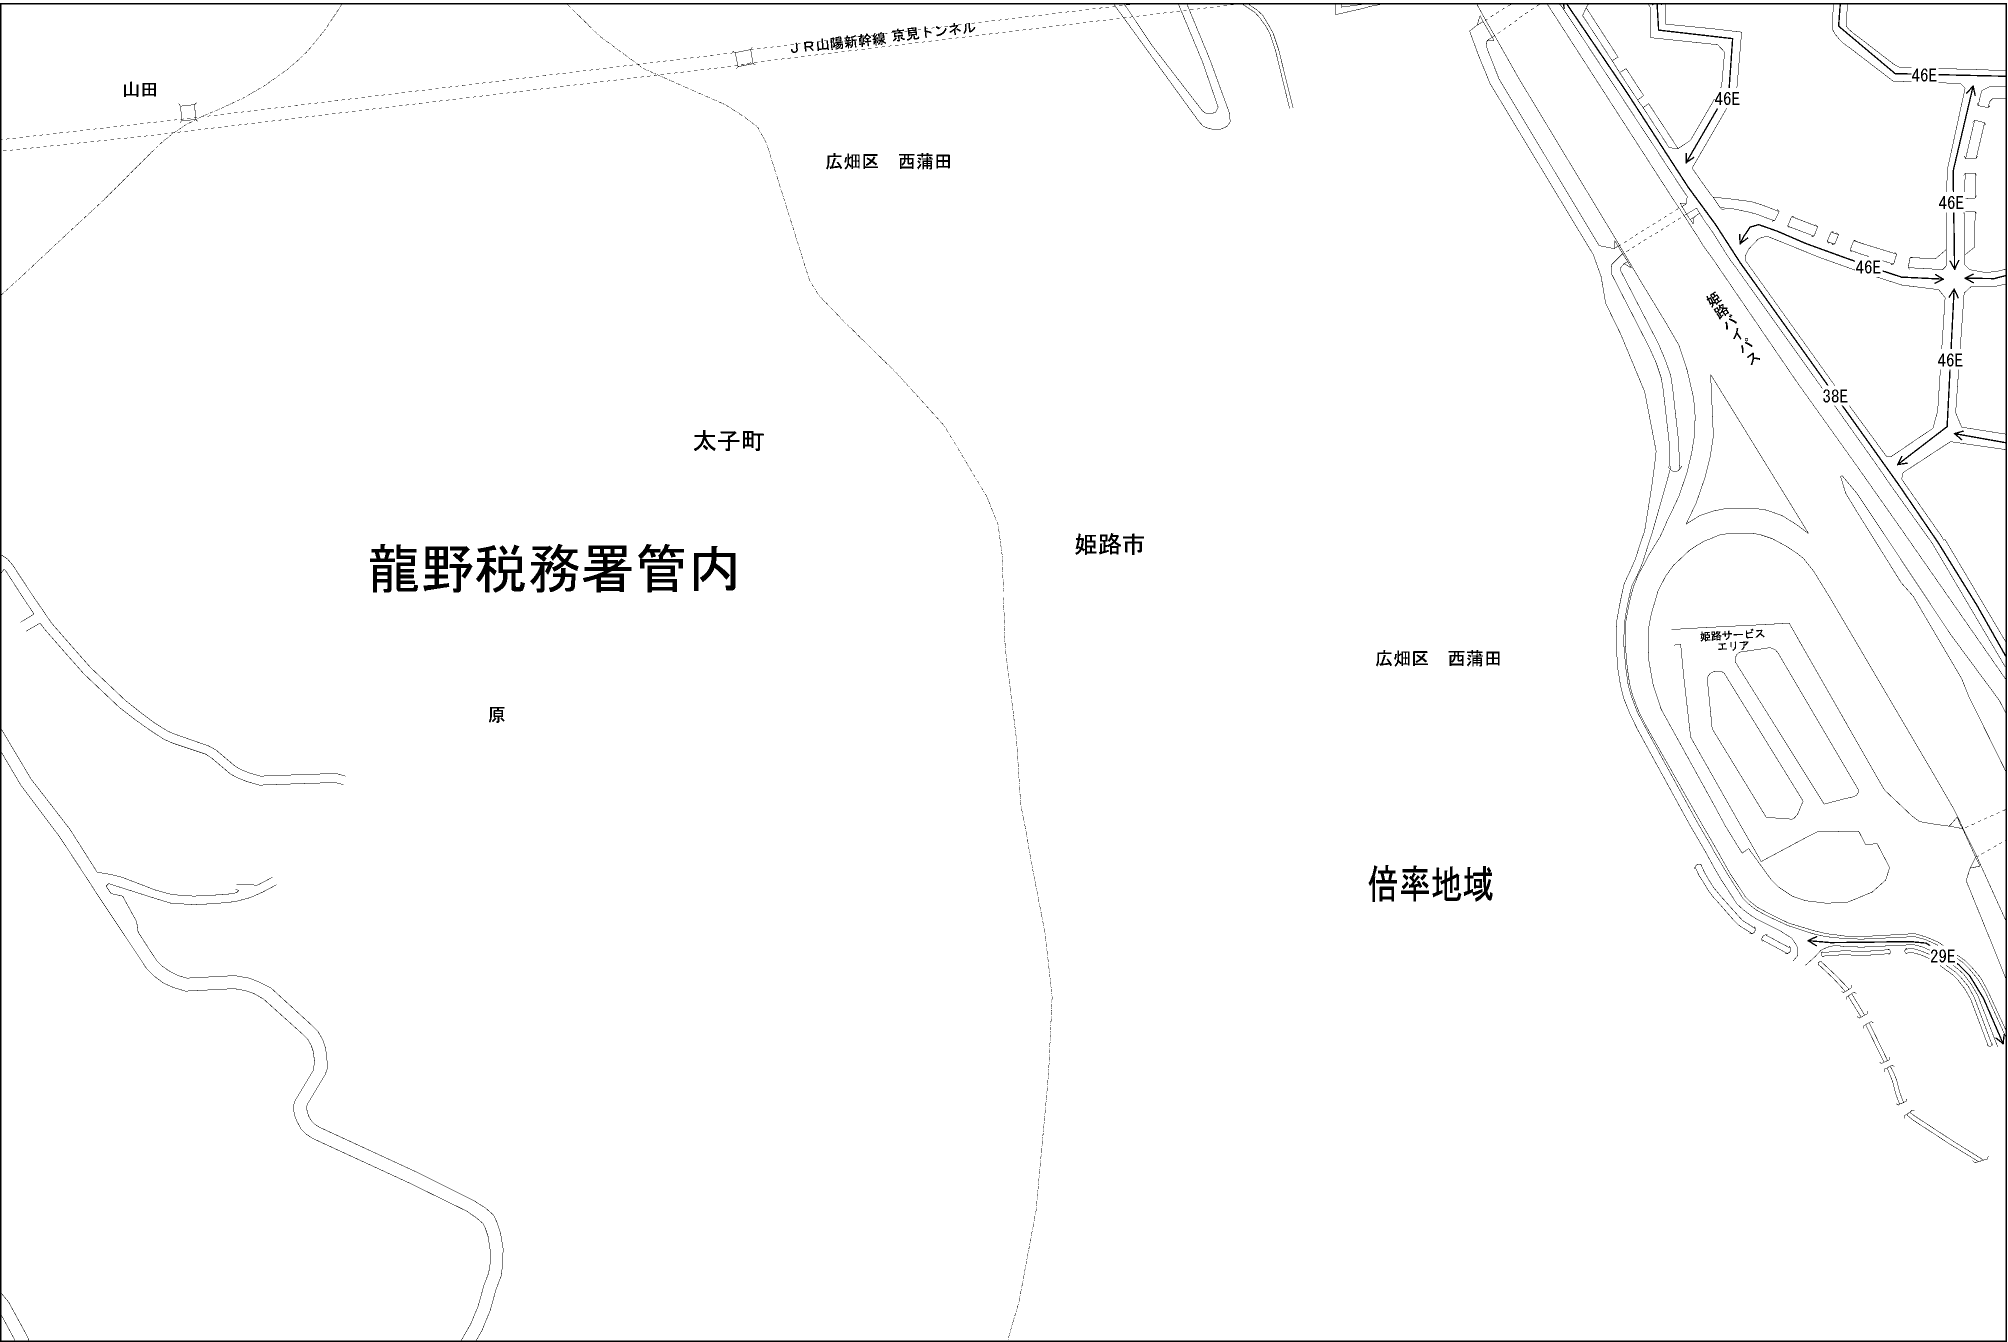 JR山陽新幹線 京見トンネル
46E
山田
46E
広畑区 西蒲田
46E
46E
姫路バイパス
46E
38E
太子町
姫路市
龍野税務署管内
姫路サービス
エリア
広畑区 西蒲田
原
倍率地域
29E